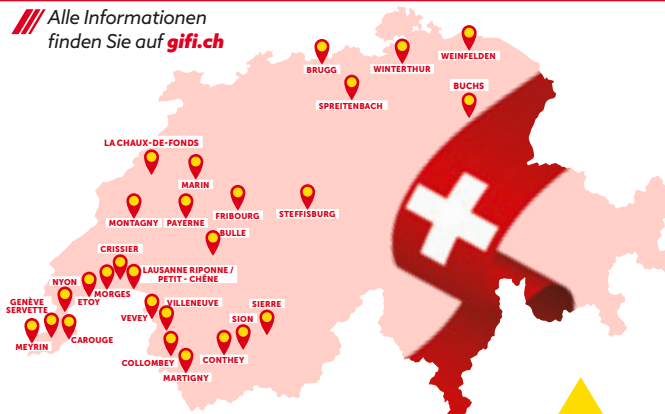 Alle Informationen
finden Sie auf gifi.ch
WEINFELDEN
BRUGG
WINTERTHUR
BUCHS
SPREITENBACH
LA CHAUX-DE-FONDS
MARIN
MONTAGNY
PAYERNE
FRIBOURG
STEFFISBURG
BULLE
CRISSIER
LAUSANNE RIPONNE /
PETIT - CHÊNE
NYON
ETOY
MORGES
GENÈVE
SERVETTE
VILLENEUVE
VEVEY
SIERRE
SION
MEYRIN
CAROUGE
COLLOMBEY
CONTHEY
MARTIGNY